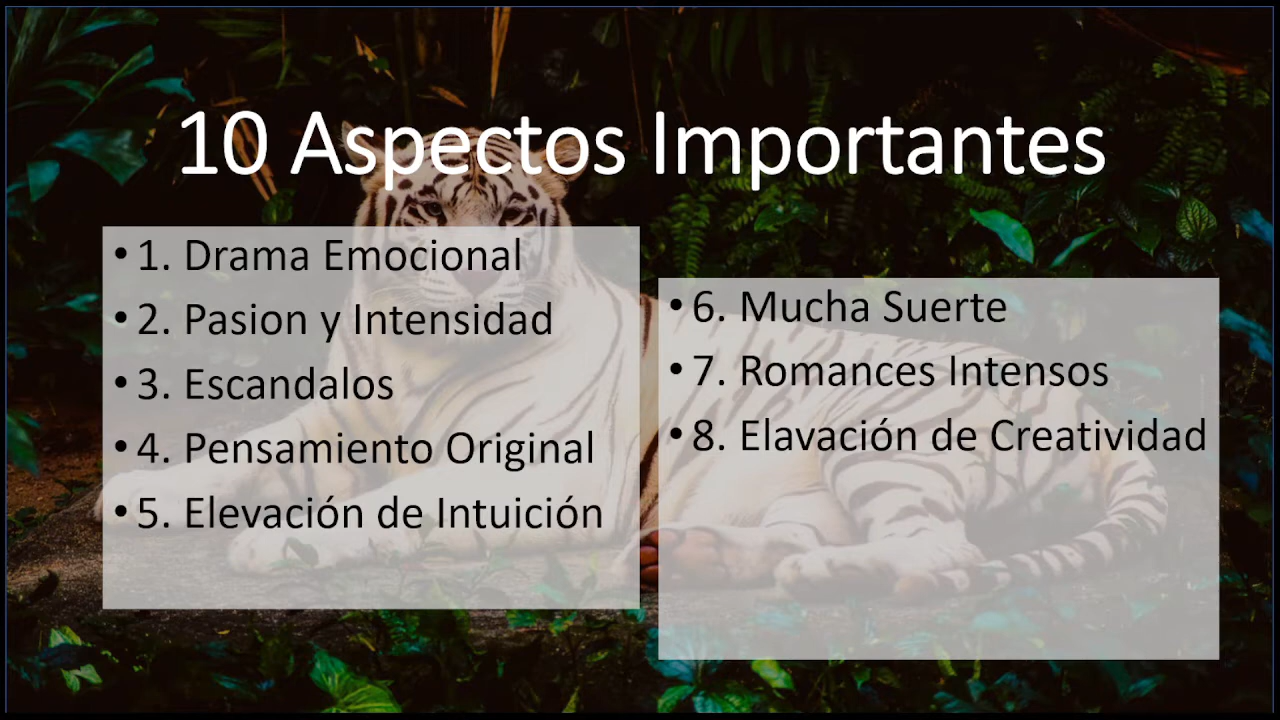 10 Aspectos Importantes
• 1. Drama Emocional
• 2. Pasion y Intensidad
• 3. Escandalos
• 4. Pensamiento Original
• 5. Elevación de Intuición
• 6. Mucha Suerte
• 7. Romances Intensos
• 8. Elavación de Creatividad